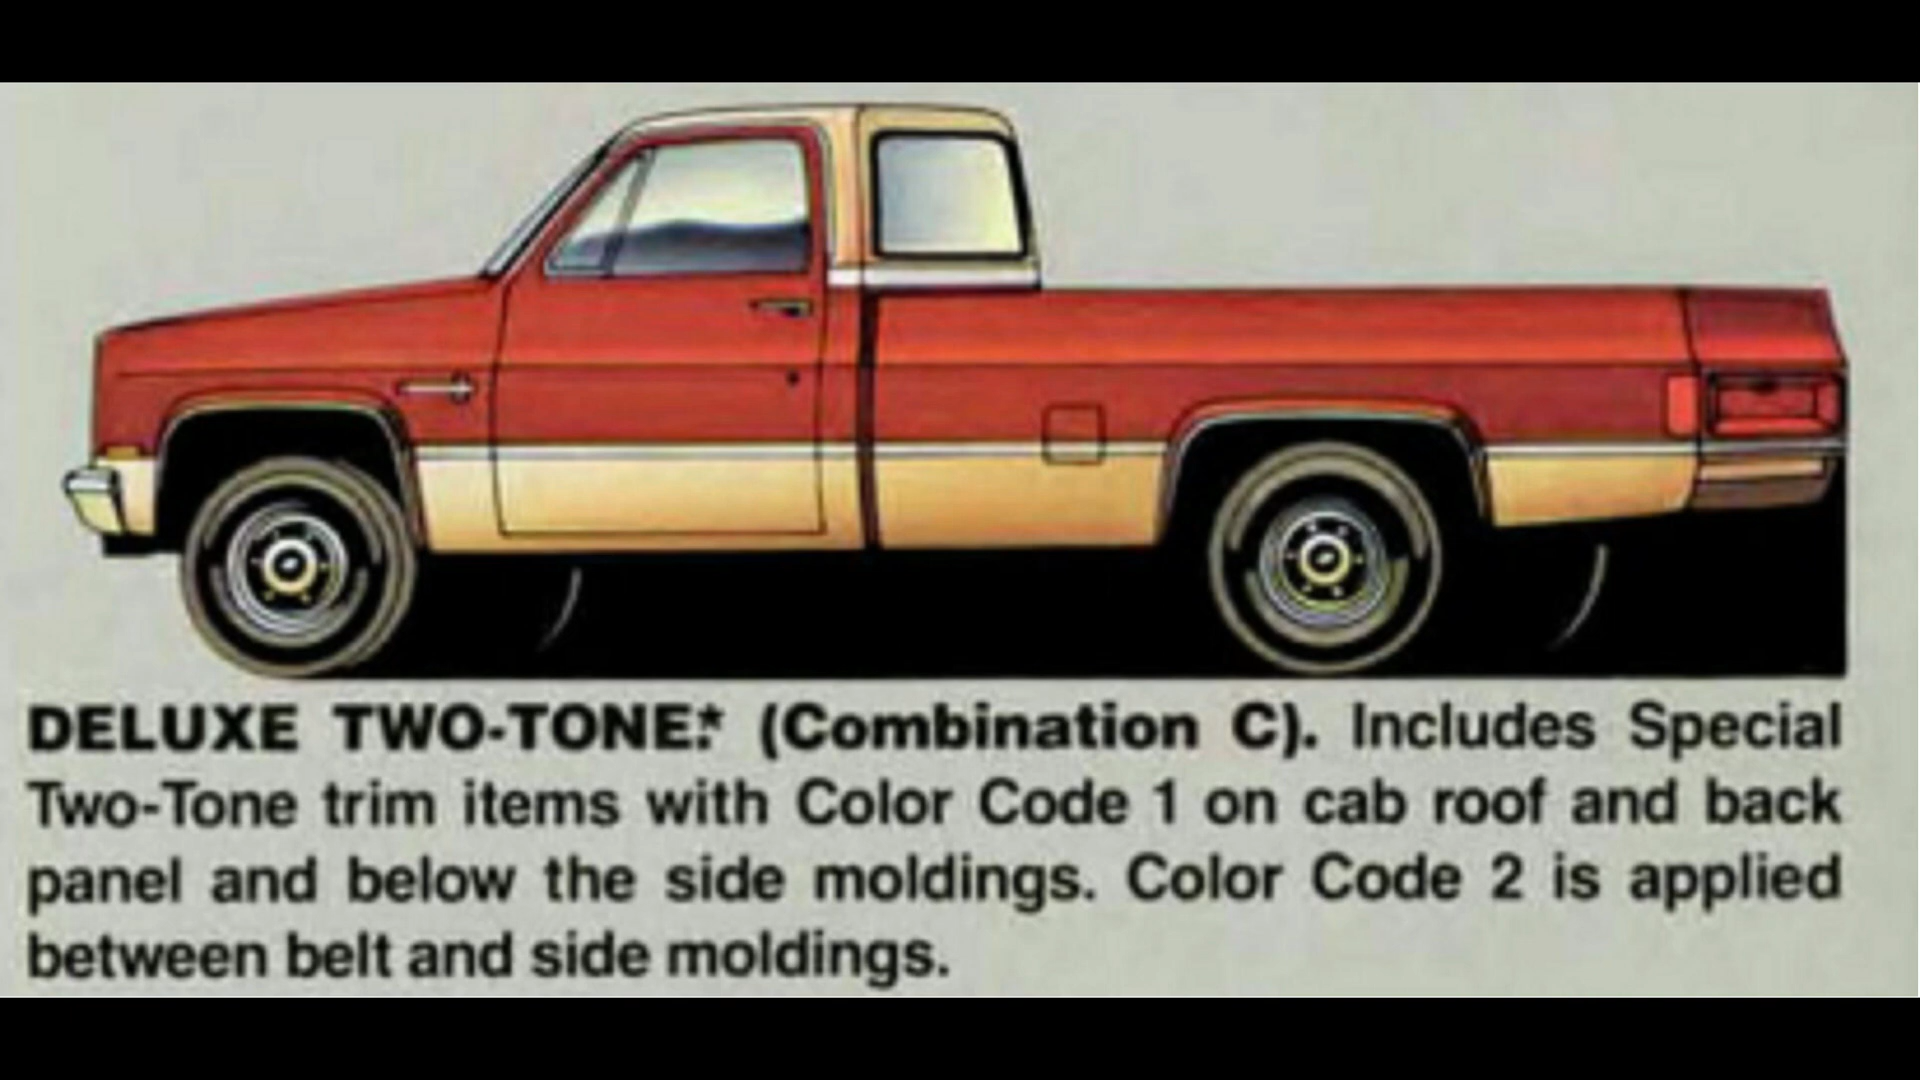 DELUXE TWO-TONE.* (Combination C). Includes Special
Two-Tone trim items with Color Code 1 on cab roof and back
panel and below the side moldings. Color Code 2 is applied
between belt and side moldings.